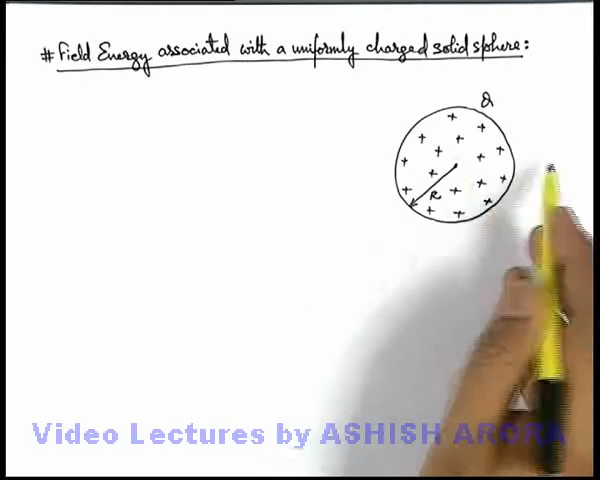 # Field Energy associated with a uniformly charged solid sphere:
Q
R
Video Lectures by ASHISH ARORA